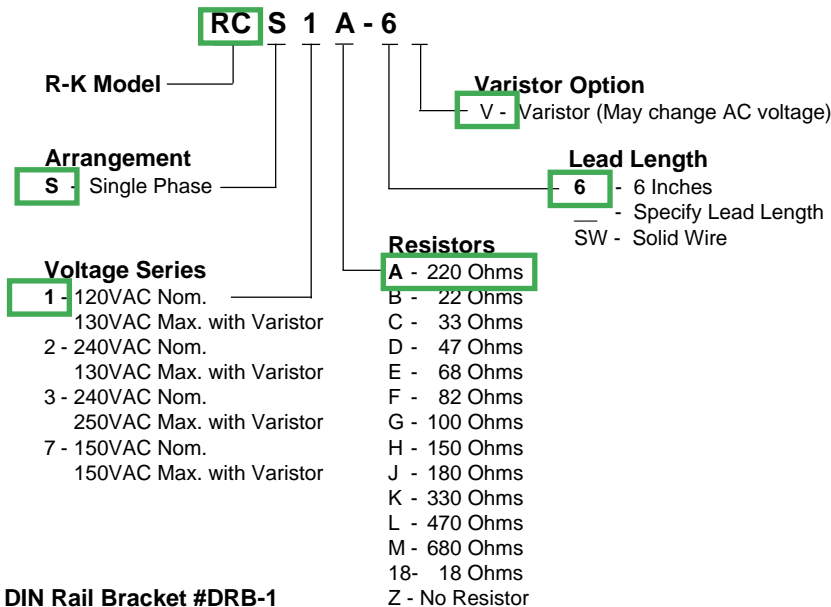 RC S 1 A - 6 _
R-K Model
Varistor Option
V - Varistor (May change AC voltage)
Arrangement
S - Single Phase
Lead Length
6 - 6 Inches
__ - Specify Lead Length
SW - Solid Wire
Voltage Series
1 - 120VAC Nom.
130VAC Max. with Varistor
2 - 240VAC Nom.
130VAC Max. with Varistor
3 - 240VAC Nom.
250VAC Max. with Varistor
7 - 150VAC Nom.
150VAC Max. with Varistor
Resistors
A - 220 Ohms
B - 22 Ohms
C - 33 Ohms
D - 47 Ohms
E - 68 Ohms
F - 82 Ohms
G - 100 Ohms
H - 150 Ohms
J - 180 Ohms
K - 330 Ohms
L - 470 Ohms
M - 680 Ohms
18- 18 Ohms
Z - No Resistor
DIN Rail Bracket #DRB-1